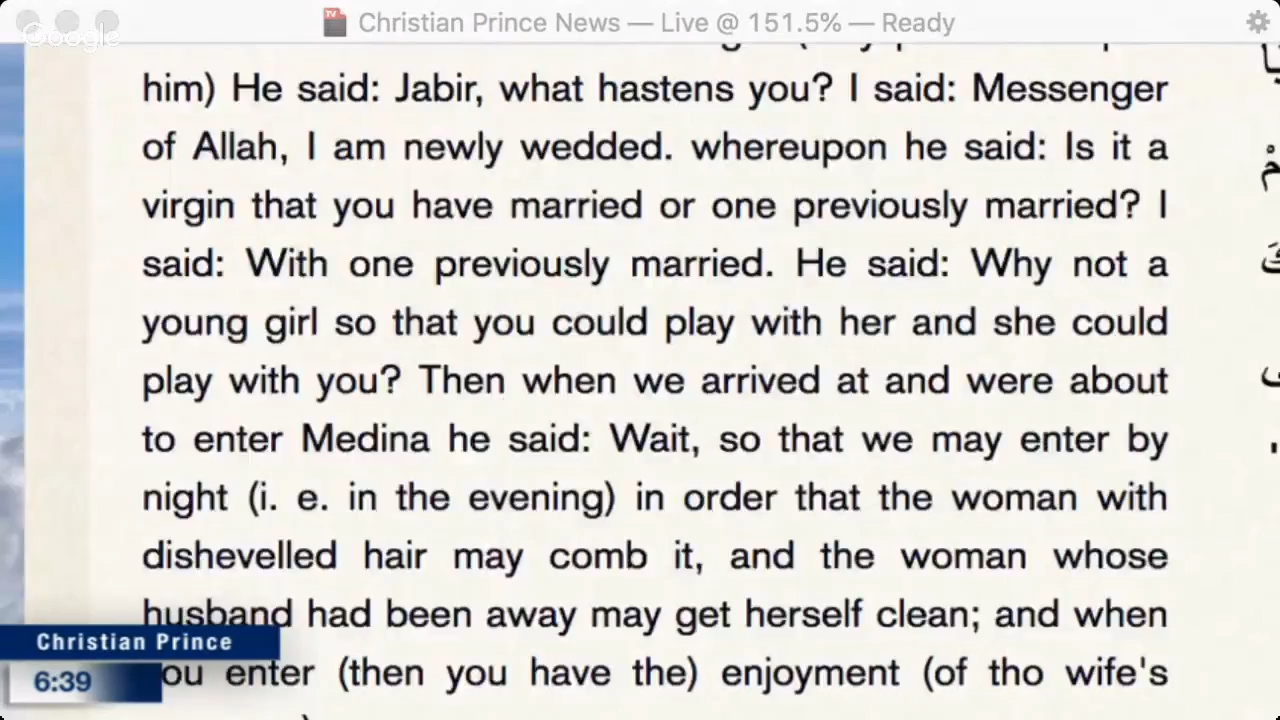 Christian Prince News — Live @ 151.5% — Ready
Google
him) He said: Jabir, what hastens you? I said: Messenger
of Allah, I am newly wedded. whereupon he said: Is it a
virgin that you have married or one previously married? I
said: With one previously married. He said: Why not a
young girl so that you could play with her and she could
play with you? Then when we arrived at and were about
to enter Medina he said: Wait, so that we may enter by
night (i. e. in the evening) in order that the woman with
dishevelled hair may comb it, and the woman whose
husband had been away may get herself clean; and when
you enter (then you have the) enjoyment (of tho wife's
Christian Prince
6:39